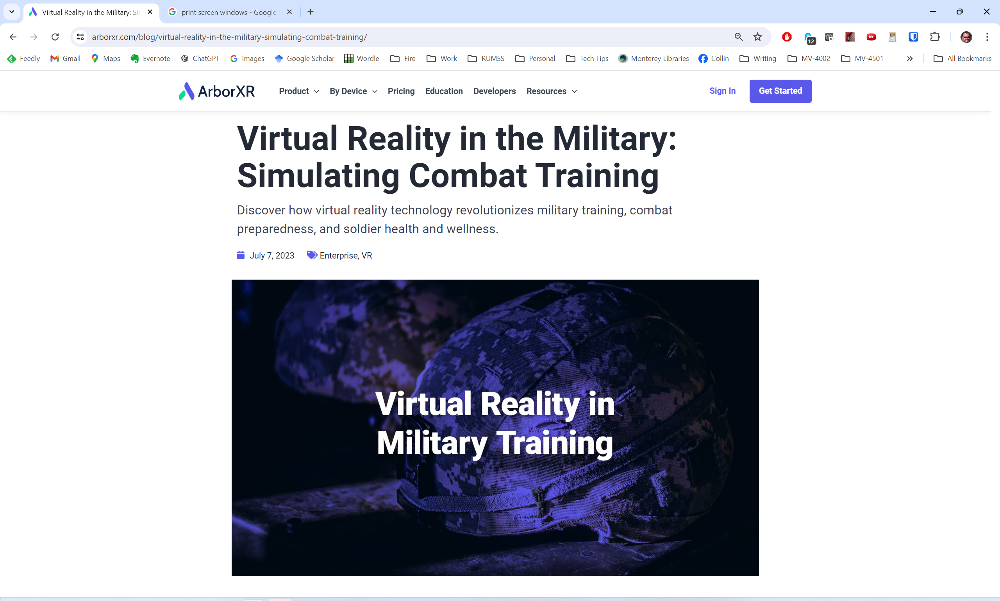 Virtual Reality in the Military: Si
print screen windows - Google
arborxr.com/blog/virtual-reality-in-the-military-simulating-combat-training/
12
Feedly Gmail Maps Evernote ChatGPT Images Google Scholar Wordle Fire Work RUMSS Personal Tech Tips Monterey Libraries Collin Writing MV-4002 MV-4501 » All Bookmarks
ArborXR Product By Device Pricing Education Developers Resources Sign In Get Started
Virtual Reality in the Military:
Simulating Combat Training
Discover how virtual reality technology revolutionizes military training, combat
preparedness, and soldier health and wellness.
July 7, 2023 Enterprise, VR
Virtual Reality in
Military Training